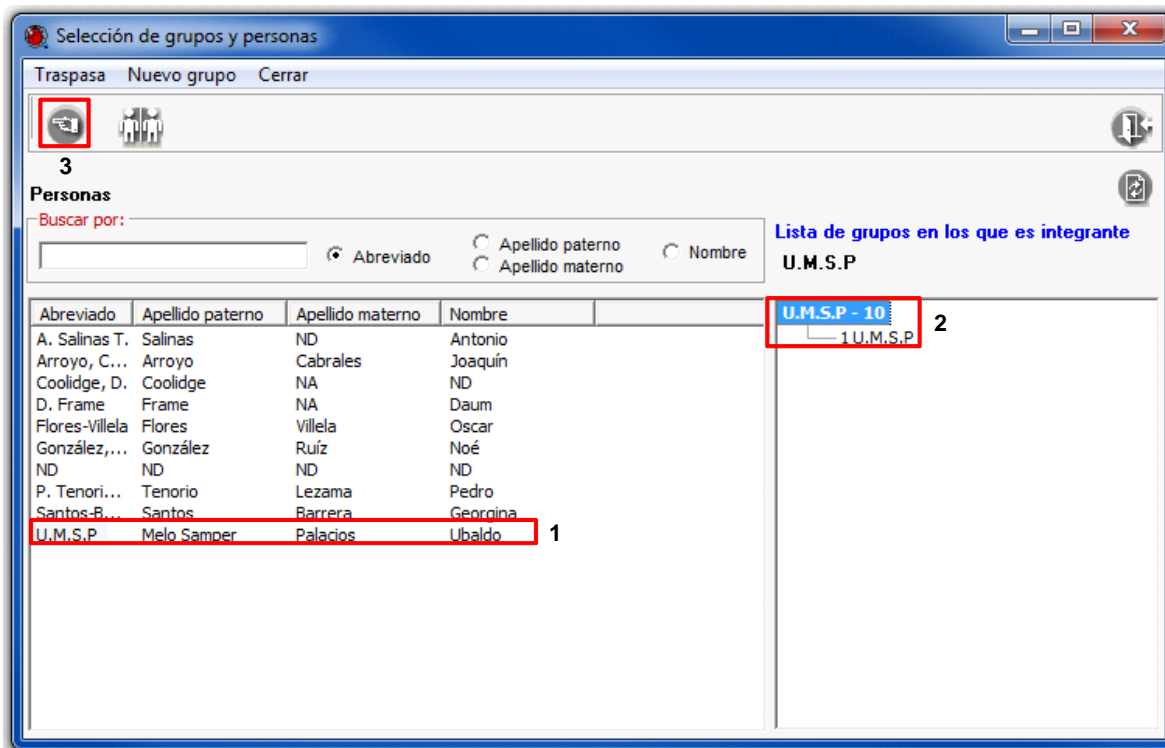 Selección de grupos y personas
Traspasa Nuevo grupo Cerrar
3
Personas
Buscar por:
Abreviado
Apellido paterno
Apellido materno
Nombre
Lista de grupos en los que es integrante
U.M.S.P
Abreviado Apellido paterno Apellido materno Nombre
A. Salinas T. Salinas ND Antonio
Arroyo, C... Arroyo Cabrales Joaquín
Coolidge, D. Coolidge NA ND
D. Frame Frame NA Daum
Flores-Villela Flores Villela Oscar
González,... González Ruíz Noé
ND ND ND ND
P. Tenori... Tenorio Lezama Pedro
Santos-B... Santos Barrera Georgina
U.M.S.P Melo Samper Palacios Ubaldo 1
U.M.S.P - 10 2
1 U.M.S.P